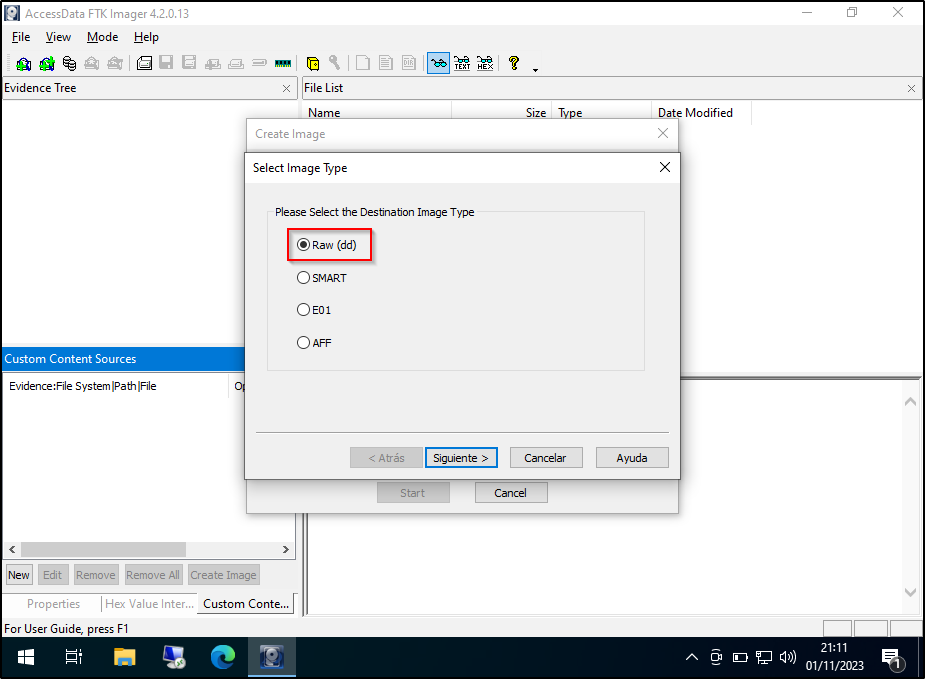 AccessData FTK Imager 4.2.0.13
File View Mode Help
TEXT HEX
Evidence Tree
File List
Name Size Type Date Modified
Create Image
Select Image Type
Please Select the Destination Image Type
Raw (dd)
SMART
E01
AFF
Custom Content Sources
Evidence:File System|Path|File Op
< Atrás Siguiente > Cancelar Ayuda
Start Cancel
New Edit Remove Remove All Create Image
Properties Hex Value Inter... Custom Conte...
For User Guide, press F1
21:11
01/11/2023
1